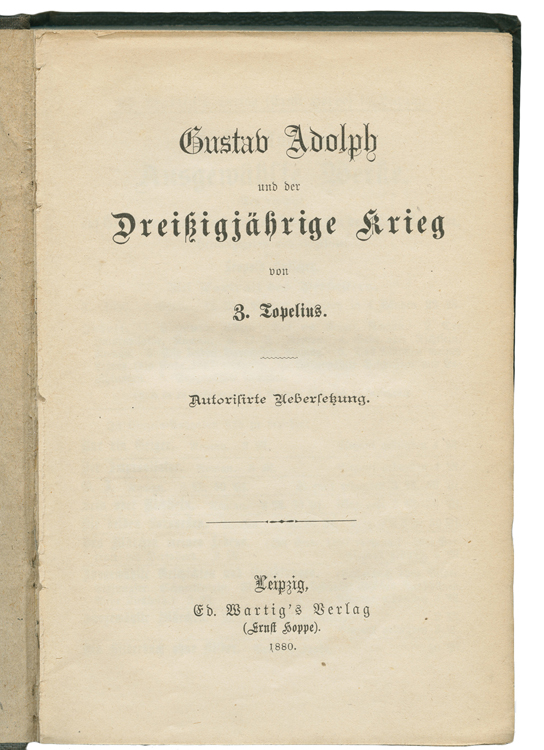 Gustav Adolph
und der
Dreißigjährige Krieg
von
Z. Topelius.
Autorisirte Uebersetzung.
Leipzig,
Ed. Wartig's Verlag
(Ernst Hoppe).
1880.